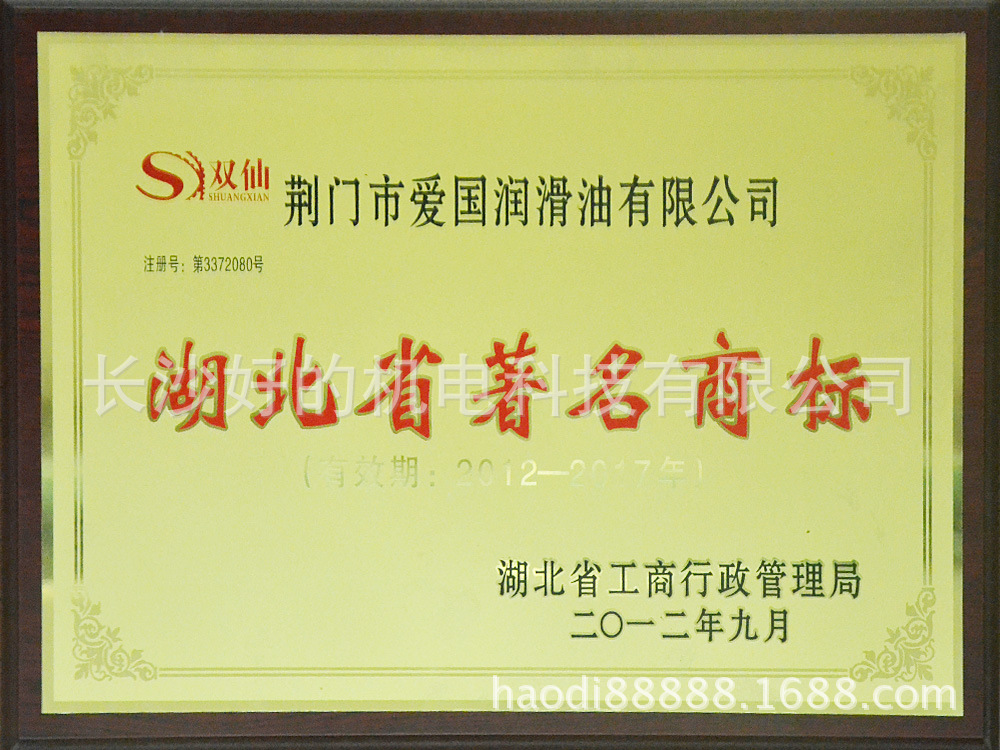 双仙
SHUANGXIAN
荆门市爱国润滑油有限公司
注册号：第3372080号
湖北省著名商标
长沙好的机电科技有限公司
(有效期：2012—2017年)
湖北省工商行政管理局
二〇一二年九月
haodi88888.1688.com